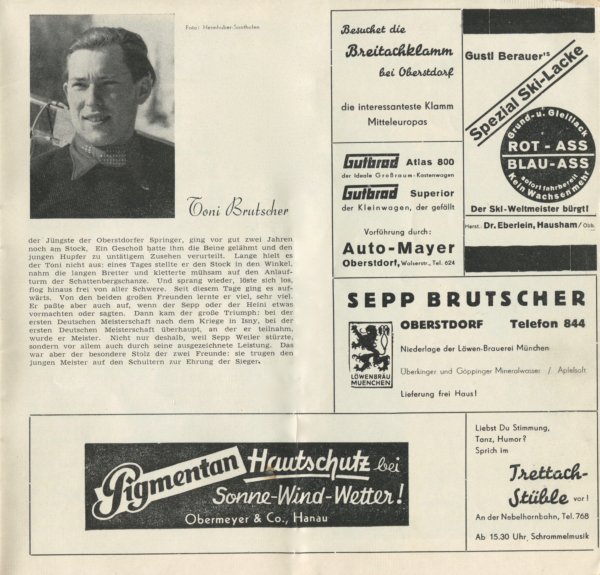 Foto: Heimhuber-Sonthofen
Toni Brutscher
der Jüngste der Oberstdorfer Springer, ging vor gut zwei Jahren
noch am Stock. Ein Geschoß hatte ihm die Beine gelähmt und den
jungen Hupfer zu untätigem Zusehen verurteilt. Lange hielt es
der Toni nicht aus: eines Tages stellte er den Stock in den Winkel,
nahm die langen Bretter und kletterte mühsam auf den Anlauf-
turm der Schattenbergschanze. Und sprang wieder, löste sich los,
flog hinaus frei von aller Schwere. Seit diesem Tage ging es auf-
wärts. Von den beiden großen Freunden lernte er viel, sehr viel.
Er paßte aber auch auf, wenn der Sepp oder der Heini etwas
vormachten oder sagten. Dann kam der große Triumph: bei der
ersten Deutschen Meisterschaft nach dem Kriege in Isny, bei der
ersten Deutschen Meisterschaft überhaupt, an der er teilnahm,
wurde er Meister. Nicht nur deshalb, weil Sepp Weiler stürzte,
sondern vor allem auch durch seine ausgezeichnete Leistung. Das
war aber der besondere Stolz der zwei Freunde: sie trugen den
jungen Meister auf den Schultern zur Ehrung der Sieger.
Besuchet die
Breitachklamm
bei Oberstdorf
die interessanteste Klamm
Mitteleuropas
Gutbrod Atlas 800
der ideale Großraum-Kastenwagen
Gutbrod Superior
der Kleinwagen, der gefällt
Vorführung durch:
Auto-Mayer
Oberstdorf, Walserstr., Tel. 624
Gustl Berauer's
Spezial Ski-Lacke
Grund- u. Gleitlack
ROT - ASS
BLAU-ASS
sofort fahrbereit
Kein Wachsen mehr
Der Ski-Weltmeister bürgt!
Herst. Dr. Eberlein, Hausham/Obb.
SEPP BRUTSCHER
OBERSTDORF Telefon 844
LÖWENBRÄU
MUENCHEN
Niederlage der Löwen-Brauerei München
Überkinger und Göppinger Mineralwasser / Apfelsaft
Lieferung frei Haus!
Pigmentan Hautschutz bei
Sonne-Wind-Wetter!
Obermeyer & Co., Hanau
Liebst Du Stimmung,
Tanz, Humor?
Sprich im
Trettach-
Stüble vor!
An der Nebelhornbahn, Tel. 768
Ab 15.30 Uhr Schrammelmusik